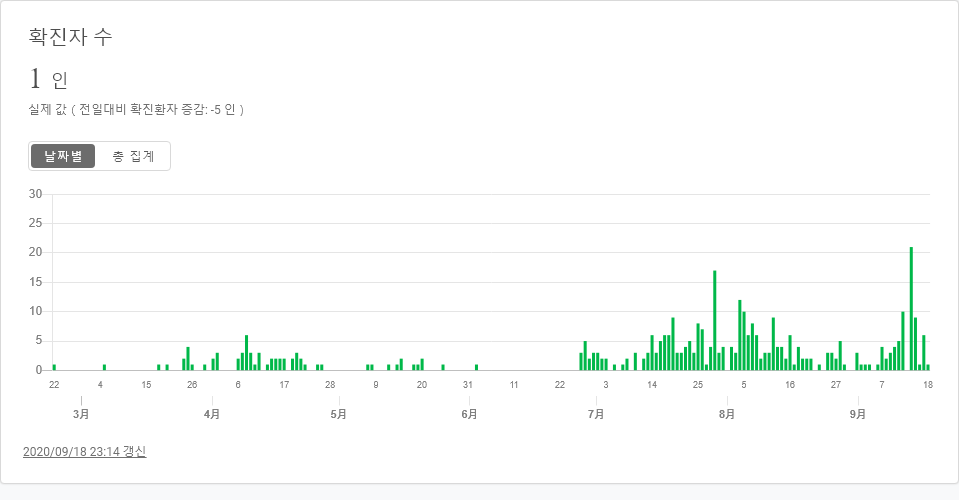 확진자 수
1 인
실제 값 ( 전일대비 확진환자 증감: -5 인 )
날짜별 총 집계
30
25
20
15
10
5
0
22 4 15 26 6 17 28 9 20 31 11 22 3 14 25 5 16 27 7 18
3月 4月 5月 6月 7月 8月 9月
2020/09/18 23:14 갱신